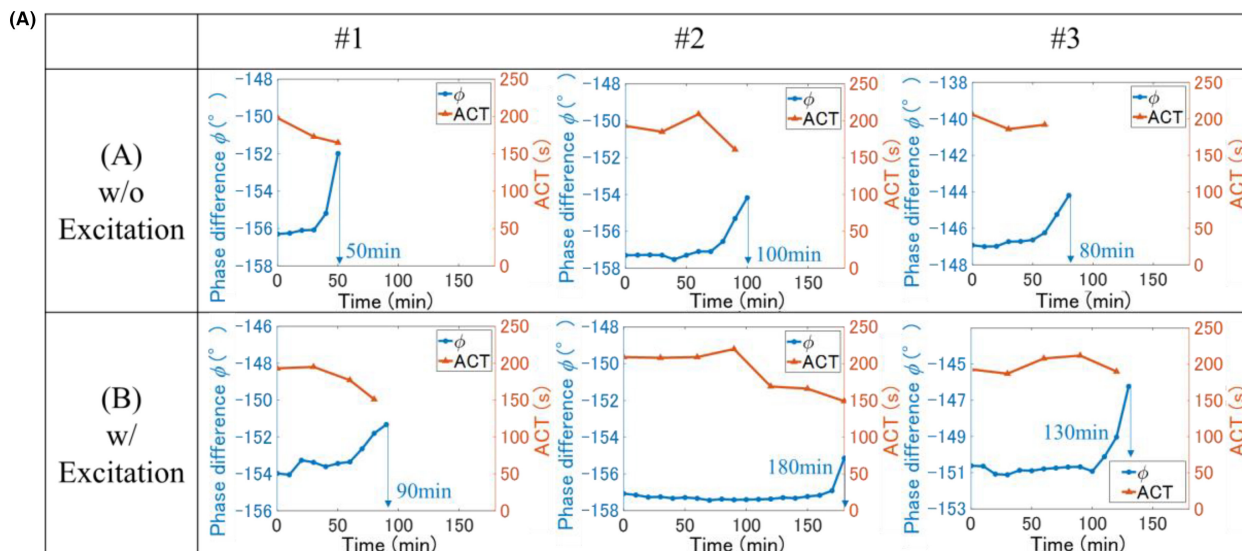 (A)
#1 #2 #3
(A)
w/o
Excitation
Phase difference ϕ (°)
-148
-150
-152
-154
-156
-158
0 50 100 150
Time (min)
250
200
150
100
50
0
ACT (s)
ϕ
ACT
50min
Phase difference ϕ (°)
-148
-150
-152
-154
-156
-158
0 50 100 150
Time (min)
250
200
150
100
50
0
ACT (s)
ϕ
ACT
100min
Phase difference ϕ (°)
-138
-140
-142
-144
-146
-148
0 50 100 150
Time (min)
250
200
150
100
50
0
ACT (s)
ϕ
ACT
80min
(B)
w/
Excitation
Phase difference ϕ (°)
-146
-148
-150
-152
-154
-156
0 50 100 150
Time (min)
250
200
150
100
50
0
ACT (s)
ϕ
ACT
90min
Phase difference ϕ (°)
-148
-150
-152
-154
-156
-158
0 50 100 150
Time (min)
250
200
150
100
50
0
ACT (s)
ϕ
ACT
180min
Phase difference ϕ (°)
-145
-147
-149
-151
-153
0 50 100 150
Time (min)
250
200
150
100
50
0
ACT (s)
130min
ϕ
ACT